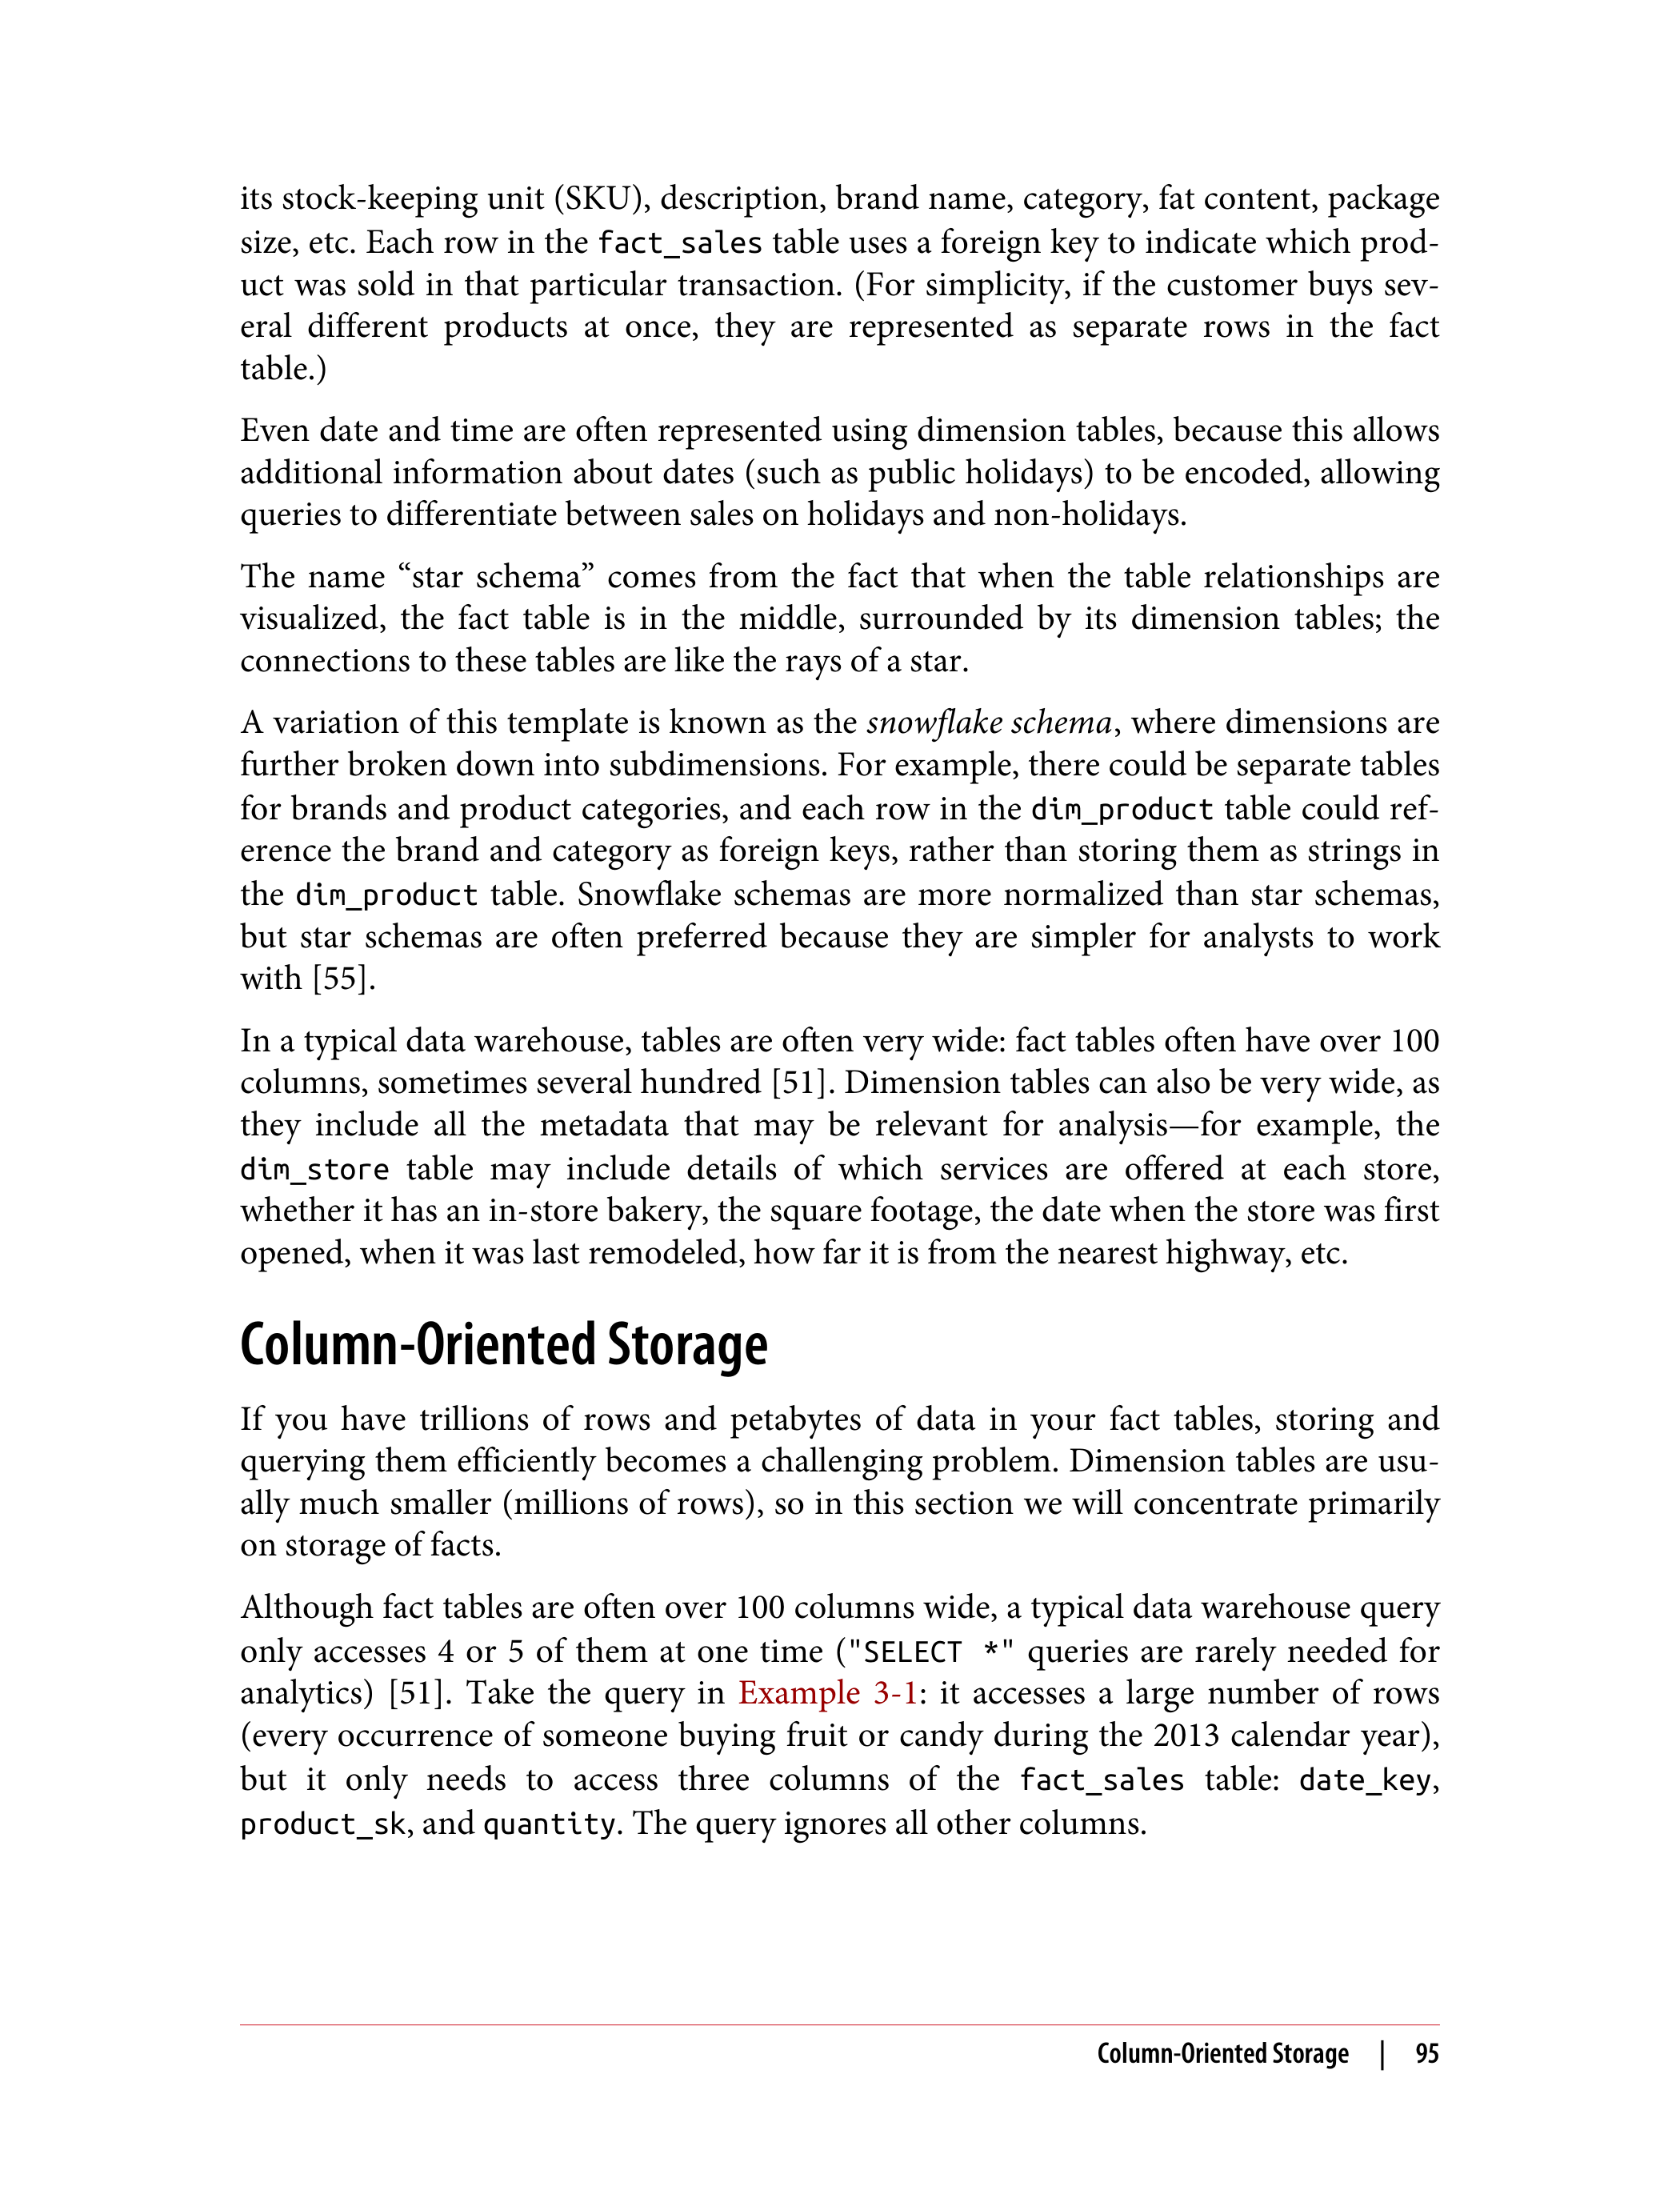 its stock-keeping unit (SKU), description, brand name, category, fat content, package
size, etc. Each row in the fact_sales table uses a foreign key to indicate which prod-
uct was sold in that particular transaction. (For simplicity, if the customer buys sev-
eral different products at once, they are represented as separate rows in the fact
table.)
Even date and time are often represented using dimension tables, because this allows
additional information about dates (such as public holidays) to be encoded, allowing
queries to differentiate between sales on holidays and non-holidays.
The name “star schema” comes from the fact that when the table relationships are
visualized, the fact table is in the middle, surrounded by its dimension tables; the
connections to these tables are like the rays of a star.
A variation of this template is known as the snowflake schema, where dimensions are
further broken down into subdimensions. For example, there could be separate tables
for brands and product categories, and each row in the dim_product table could ref-
erence the brand and category as foreign keys, rather than storing them as strings in
the dim_product table. Snowflake schemas are more normalized than star schemas,
but star schemas are often preferred because they are simpler for analysts to work
with [55].
In a typical data warehouse, tables are often very wide: fact tables often have over 100
columns, sometimes several hundred [51]. Dimension tables can also be very wide, as
they include all the metadata that may be relevant for analysis—for example, the
dim_store table may include details of which services are offered at each store,
whether it has an in-store bakery, the square footage, the date when the store was first
opened, when it was last remodeled, how far it is from the nearest highway, etc.
Column-Oriented Storage
If you have trillions of rows and petabytes of data in your fact tables, storing and
querying them efficiently becomes a challenging problem. Dimension tables are usu-
ally much smaller (millions of rows), so in this section we will concentrate primarily
on storage of facts.
Although fact tables are often over 100 columns wide, a typical data warehouse query
only accesses 4 or 5 of them at one time ("SELECT *" queries are rarely needed for
analytics) [51]. Take the query in Example 3-1: it accesses a large number of rows
(every occurrence of someone buying fruit or candy during the 2013 calendar year),
but it only needs to access three columns of the fact_sales table: date_key,
product_sk, and quantity. The query ignores all other columns.
Column-Oriented Storage | 95